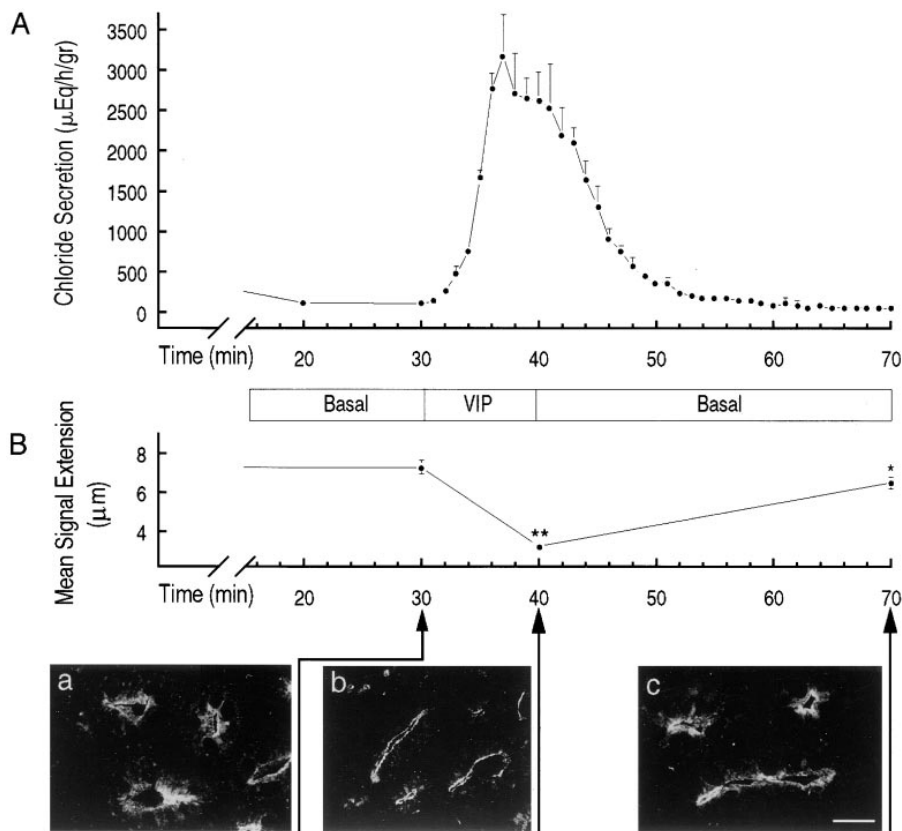 A
Chloride Secretion (μEq/h/gr)
3500
3000
2500
2000
1500
1000
500
0
Time (min) 20 30 40 50 60 70
Basal VIP Basal
B
Mean Signal Extension
(μm)
8
6
4
**
*
Time (min) 20 30 40 50 60 70
a b c